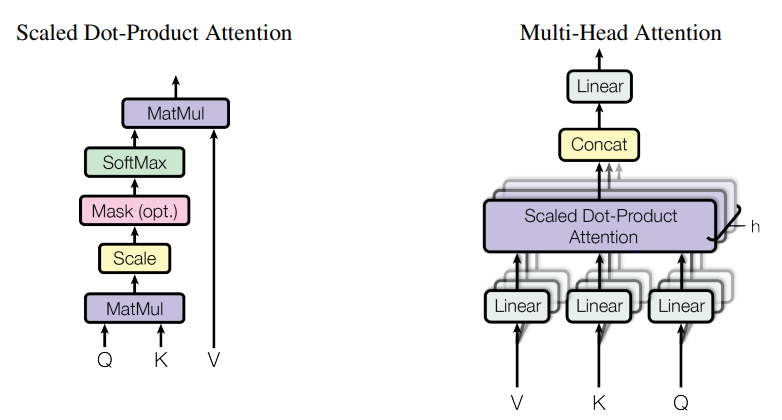 Scaled Dot-Product Attention
MatMul
SoftMax
Mask (opt.)
Scale
MatMul
Q K V
Multi-Head Attention
Linear
Concat
Scaled Dot-Product
Attention
h
Linear Linear Linear
V K Q